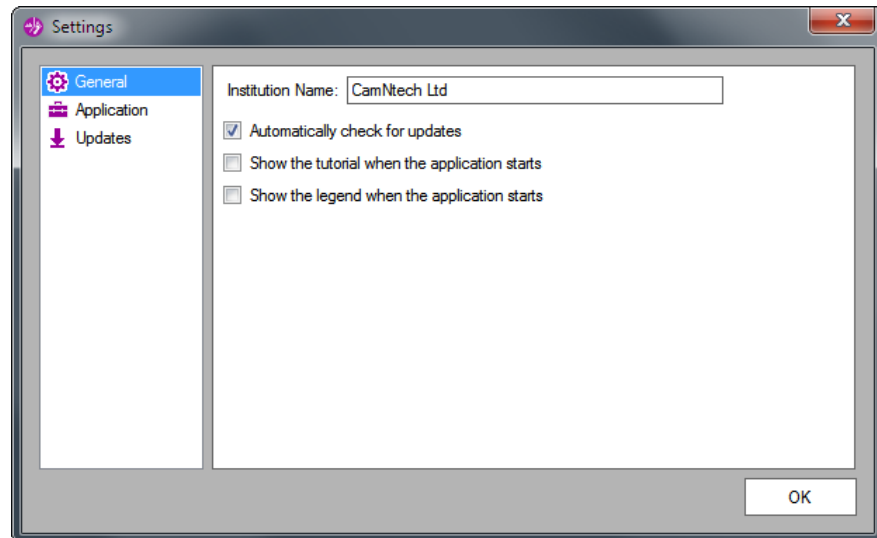 Settings
General
Application
Updates
Institution Name: CamNtech Ltd
Automatically check for updates
Show the tutorial when the application starts
Show the legend when the application starts
OK